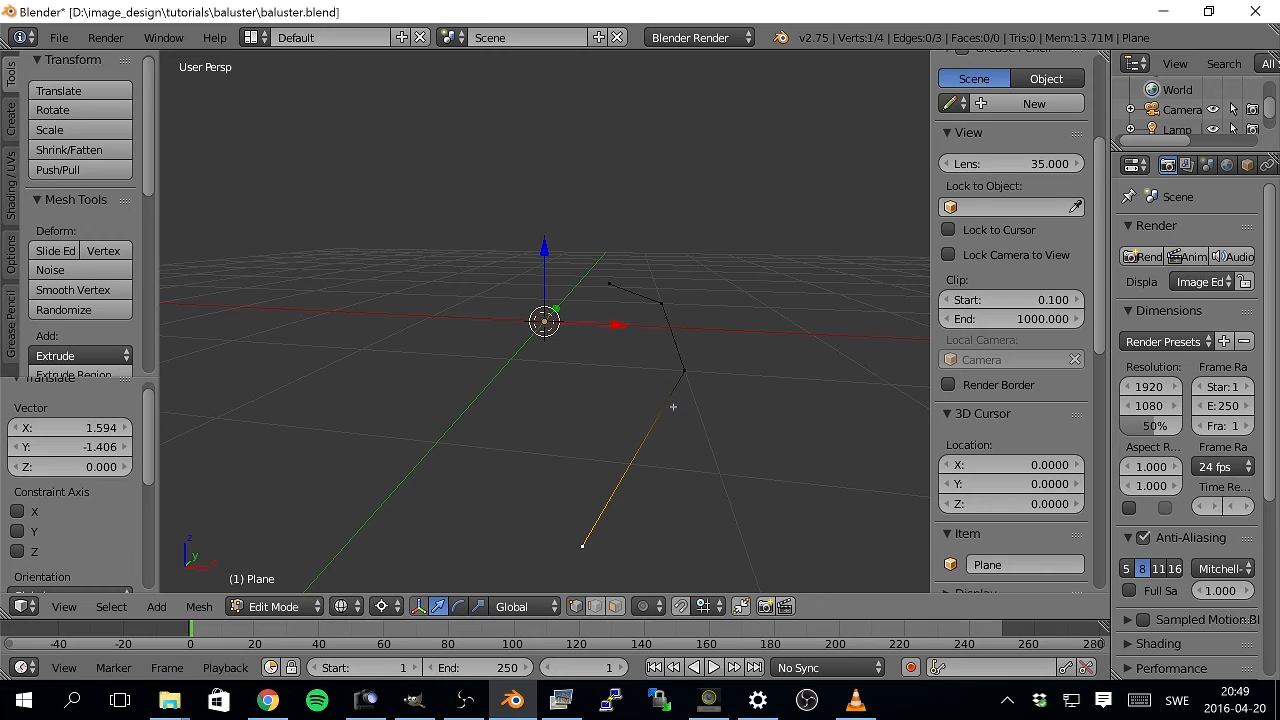 Blender* [D:\image_design\tutorials\baluster\baluster.blend]
File Render Window Help Default Scene Blender Render v2.75 | Verts:1/4 | Edges:0/3 | Faces:0/0 | Tris:0 | Mem:13.71M | Plane
Tools
Create
Shading / UVs
Options
Grease Pencil
Transform
Translate
Rotate
Scale
Shrink/Fatten
Push/Pull
Mesh Tools
Deform:
Slide Ed Vertex
Noise
Smooth Vertex
Randomize
Add:
Extrude
Extrude Region
Translate
Vector
X: 1.594
Y: -1.406
Z: 0.000
Constraint Axis
X
Y
Z
Orientation
User Persp
z
y
x
(1) Plane
Grease Pencil
Scene Object
New
View
Lens: 35.000
Lock to Object:
Lock to Cursor
Lock Camera to View
Clip:
Start: 0.100
End: 1000.000
Local Camera:
Camera
Render Border
3D Cursor
Location:
X: 0.0000
Y: 0.0000
Z: 0.0000
Item
Plane
Display
View Search All S
World
Camera
Lamp
Scene
Render
Rend Anim Audio
Displa Image Ed
Dimensions
Render Presets
Resolution: Frame Ra
1920 Star: 1
1080 E: 250
50% Fra: 1
Aspect R... Frame Ra
1.000 24 fps
1.000 Time Re...
Anti-Aliasing
5 8 11 16 Mitchell-
Full Sa 1.000
Sampled Motion Bl
Shading
Performance
View Select Add Mesh Edit Mode Global
-40 -20 0 20 40 60 80 100 120 140 160 180 200 220 240 260 280
View Marker Frame Playback Start: 1 End: 250 1 No Sync
SWE
20:49
2016-04-20